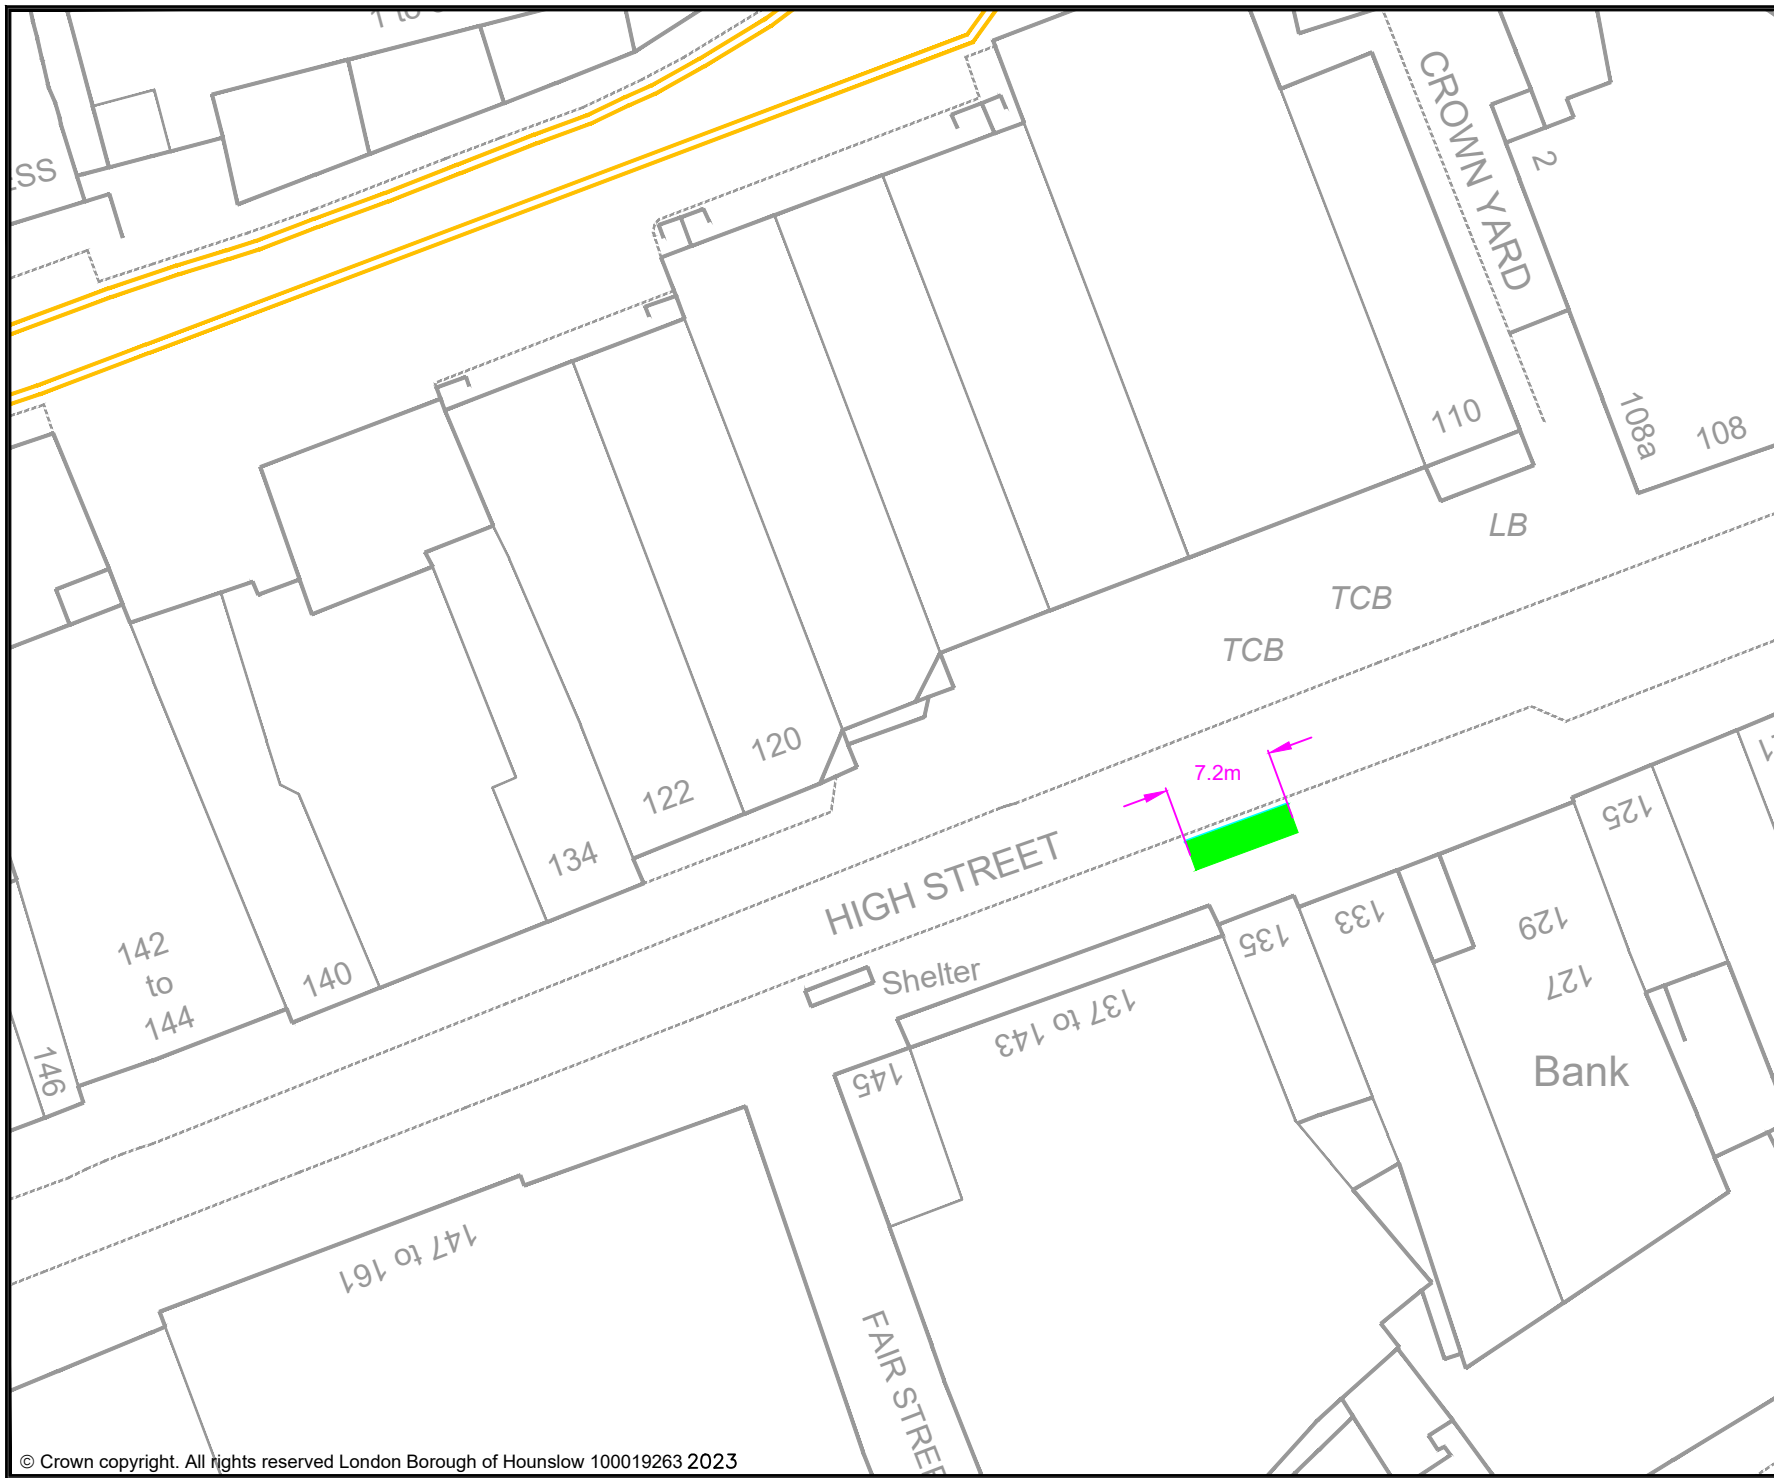 1 to
CROWN YARD
2
ESS
108a
108
110
LB
TCB
TCB
7.2m
120
122
134
125
HIGH STREET
135
133
129
127
142
to
144
140
Shelter
137 to 143
145
146
Bank
147 to 161
FAIR STREE
© Crown copyright. All rights reserved London Borough of Hounslow 100019263 2023